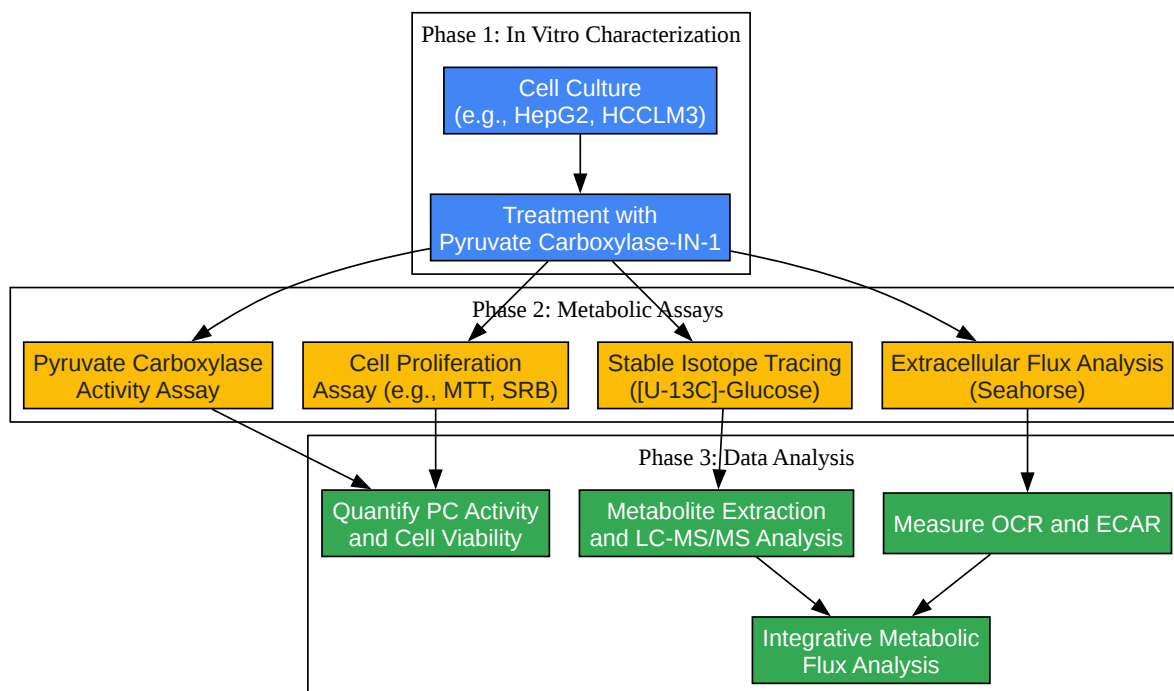 Phase 1: In Vitro Characterization
Cell Culture
(e.g., HepG2, HCCLM3)
Treatment with
Pyruvate Carboxylase-IN-1
Phase 2: Metabolic Assays
Pyruvate Carboxylase
Activity Assay
Cell Proliferation
Assay (e.g., MTT, SRB)
Stable Isotope Tracing
([U-13C]-Glucose)
Extracellular Flux Analysis
(Seahorse)
Phase 3: Data Analysis
Quantify PC Activity
and Cell Viability
Metabolite Extraction
and LC-MS/MS Analysis
Measure OCR and ECAR
Integrative Metabolic
Flux Analysis